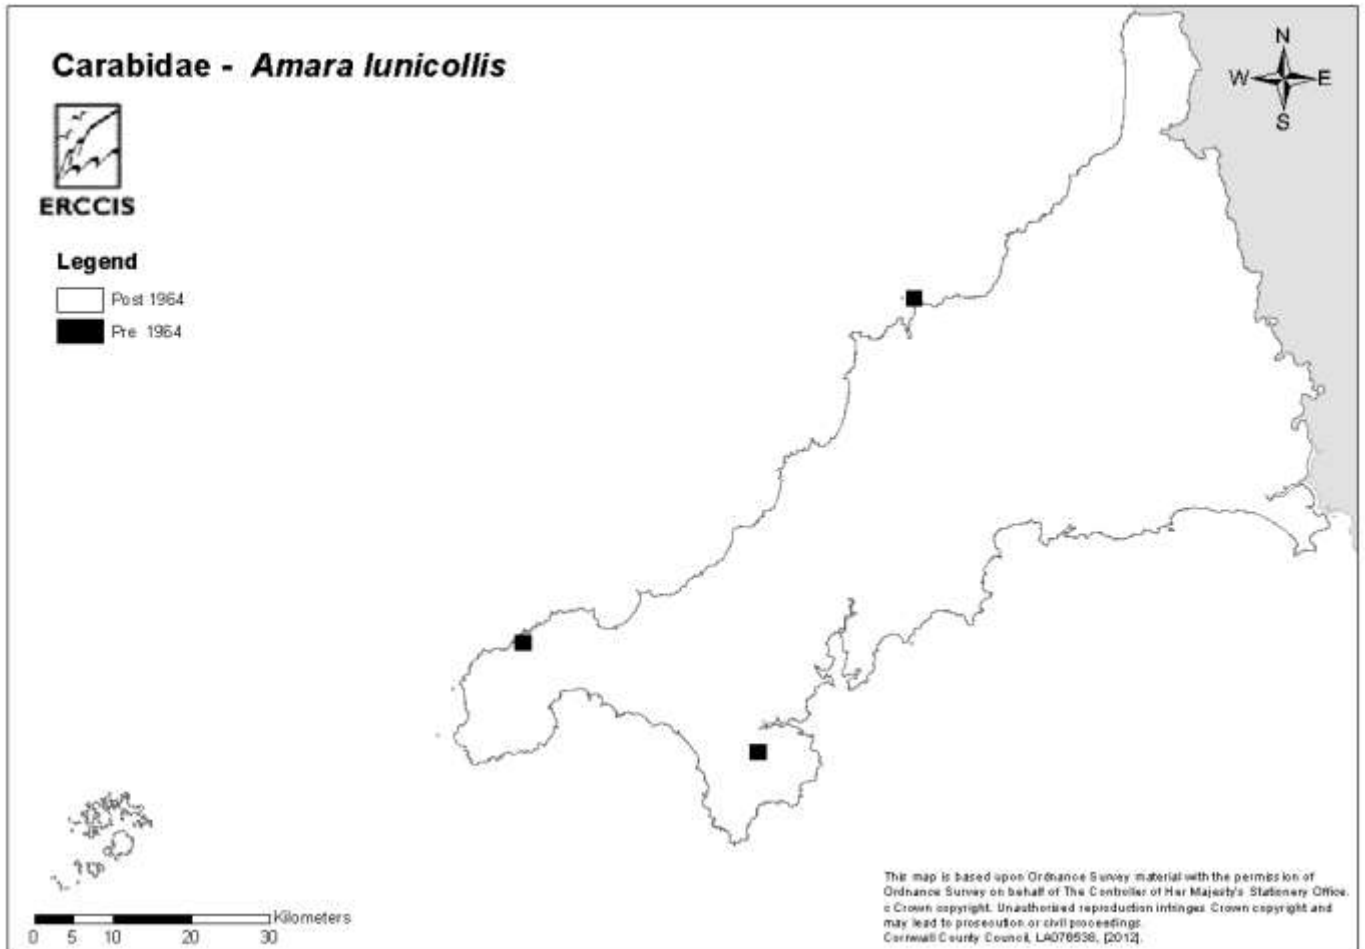 Carabidae - Amara lunicollis
N
W E
S
ERCCIS
Legend
Post 1964
Pre 1964
Kilometers
0 5 10 20 30
This map is based upon Ordnance Survey material with the permission of
Ordnance Survey on behalf of The Controller of Her Majesty's Stationery Office.
c Crown copyright. Unauthorised reproduction infringes Crown copyright and
may lead to prosecution or civil proceedings.
Cornwall County Council, LA076538, [2012].